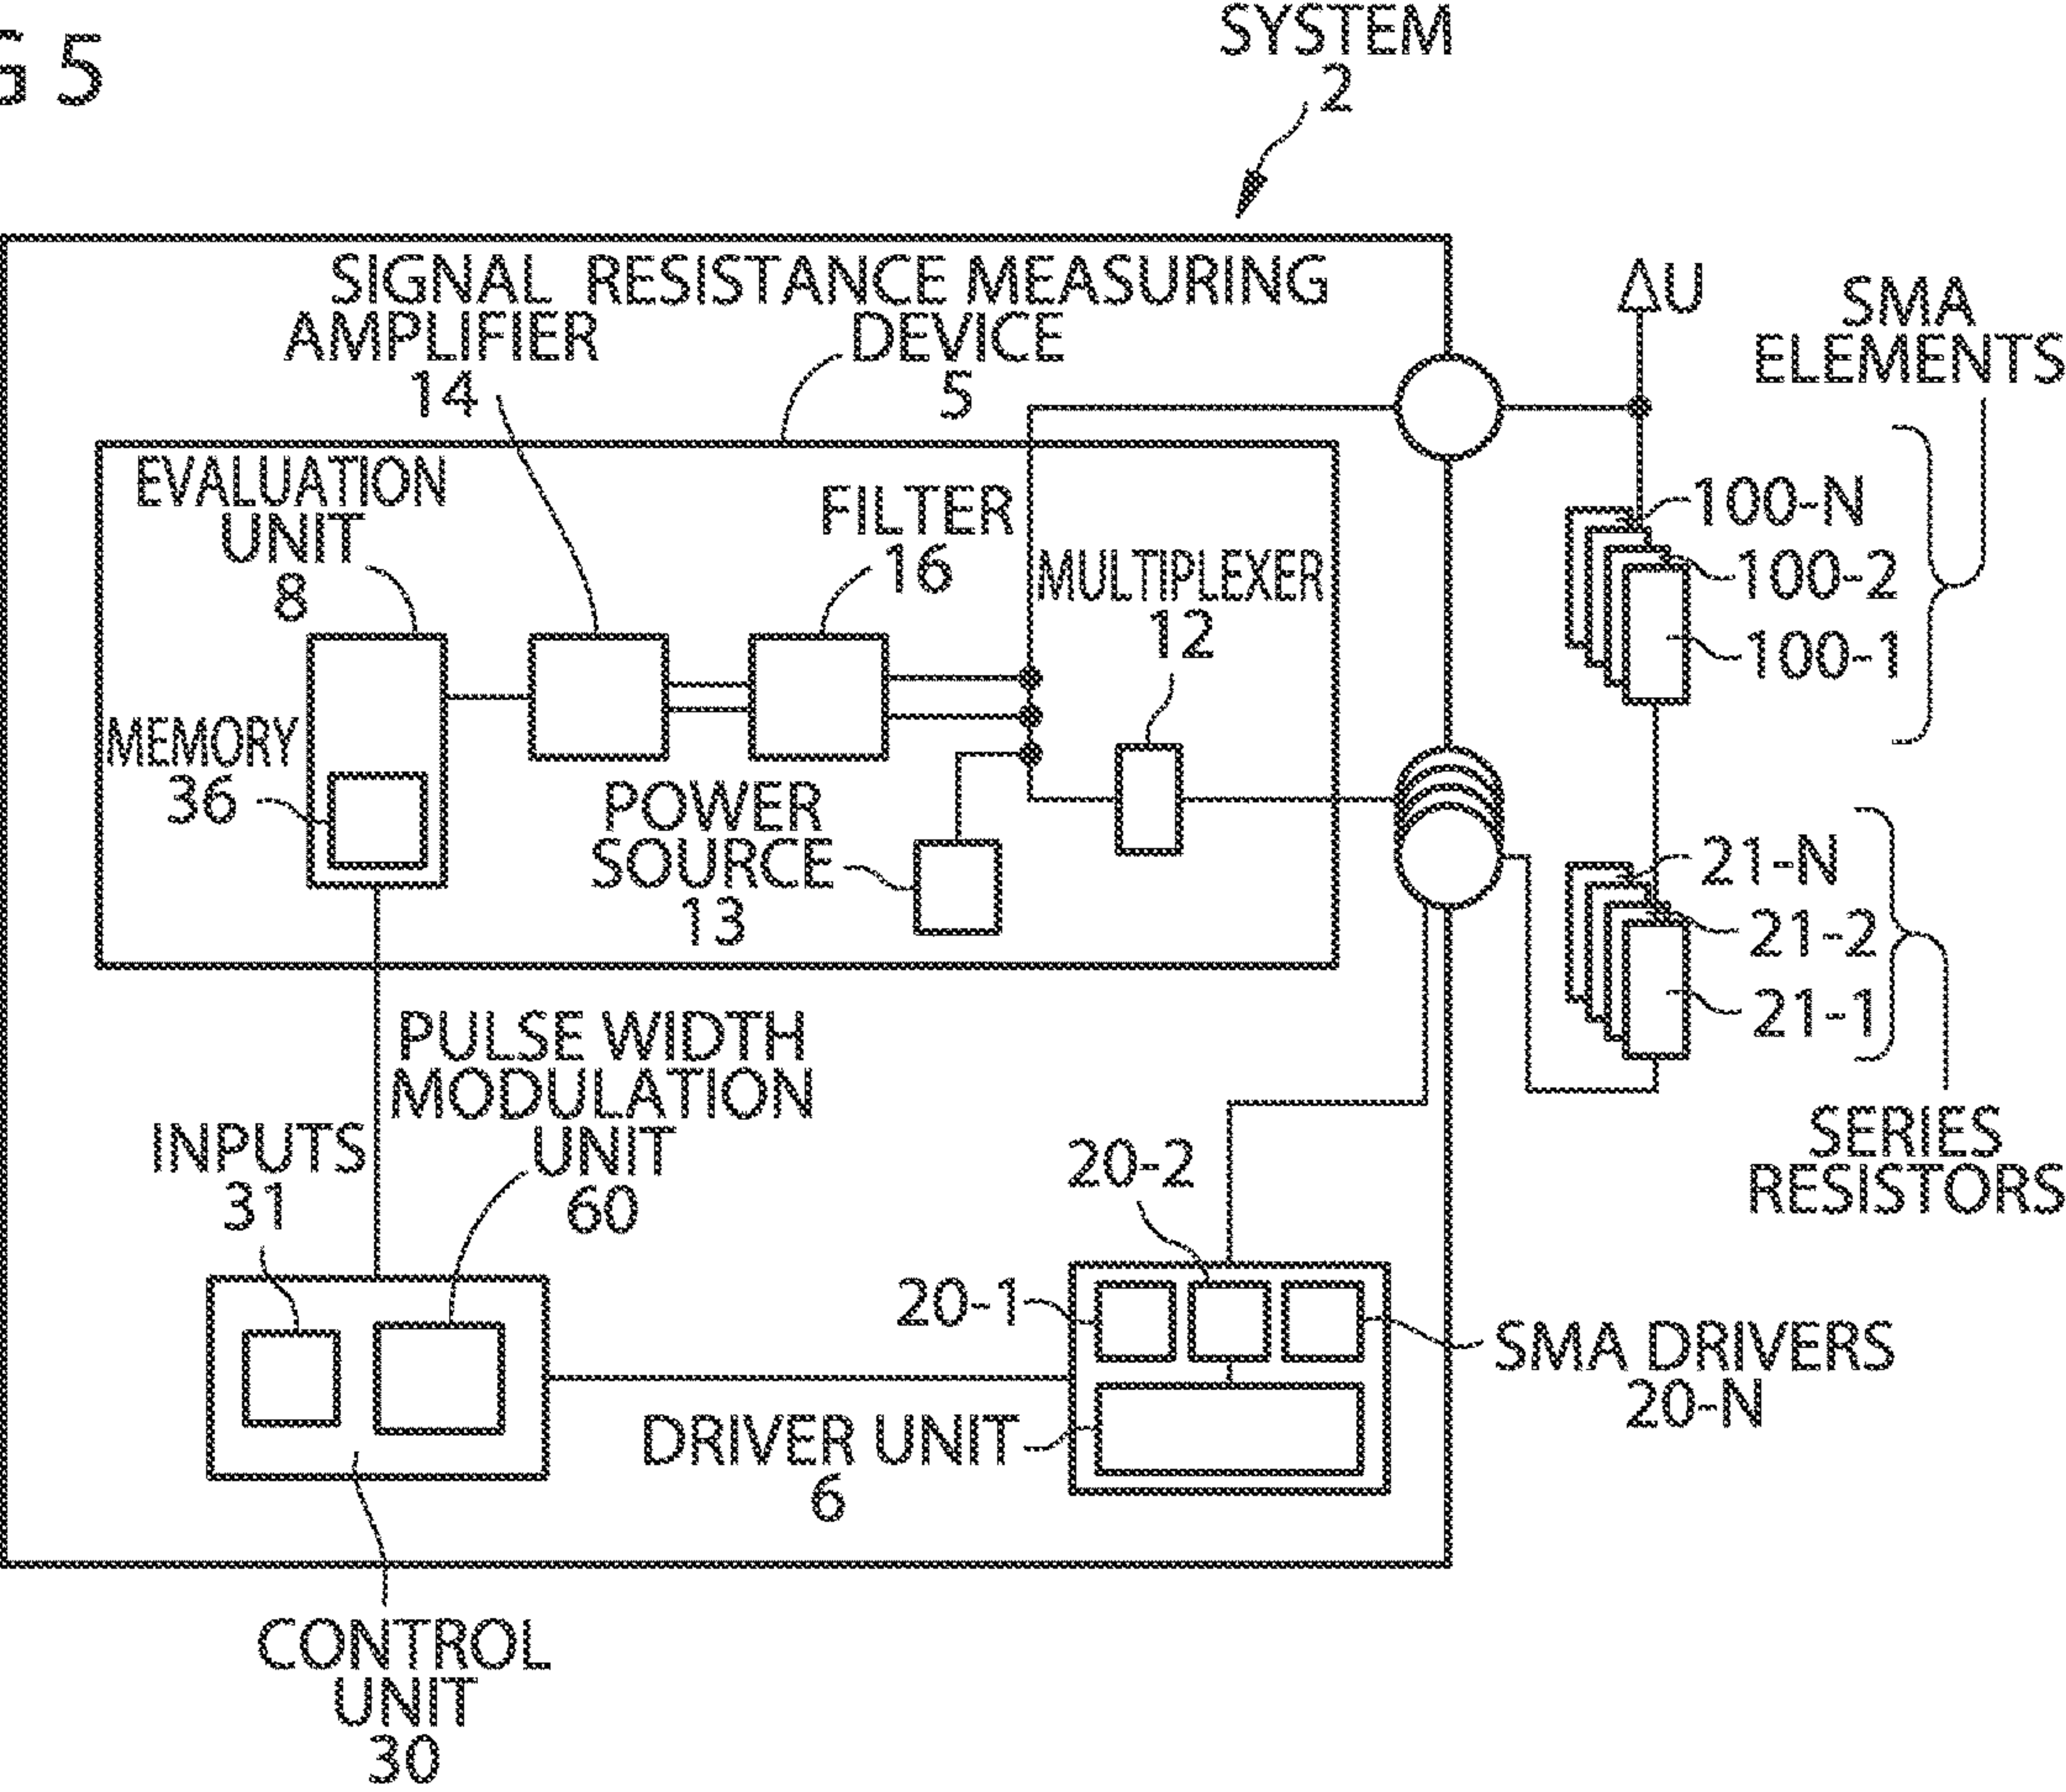 G 5
SYSTEM
2
SIGNAL
AMPLIFIER
14
RESISTANCE MEASURING
DEVICE
5
ΔU
SMA
ELEMENTS
EVALUATION
UNIT
8
FILTER
16
MULTIPLEXER
12
100-N
100-2
100-1
MEMORY
36
POWER
SOURCE
13
21-N
21-2
21-1
SERIES
RESISTORS
PULSE WIDTH
MODULATION
UNIT
60
INPUTS
31
20-2
20-1
SMA DRIVERS
20-N
DRIVER UNIT
6
CONTROL
UNIT
30